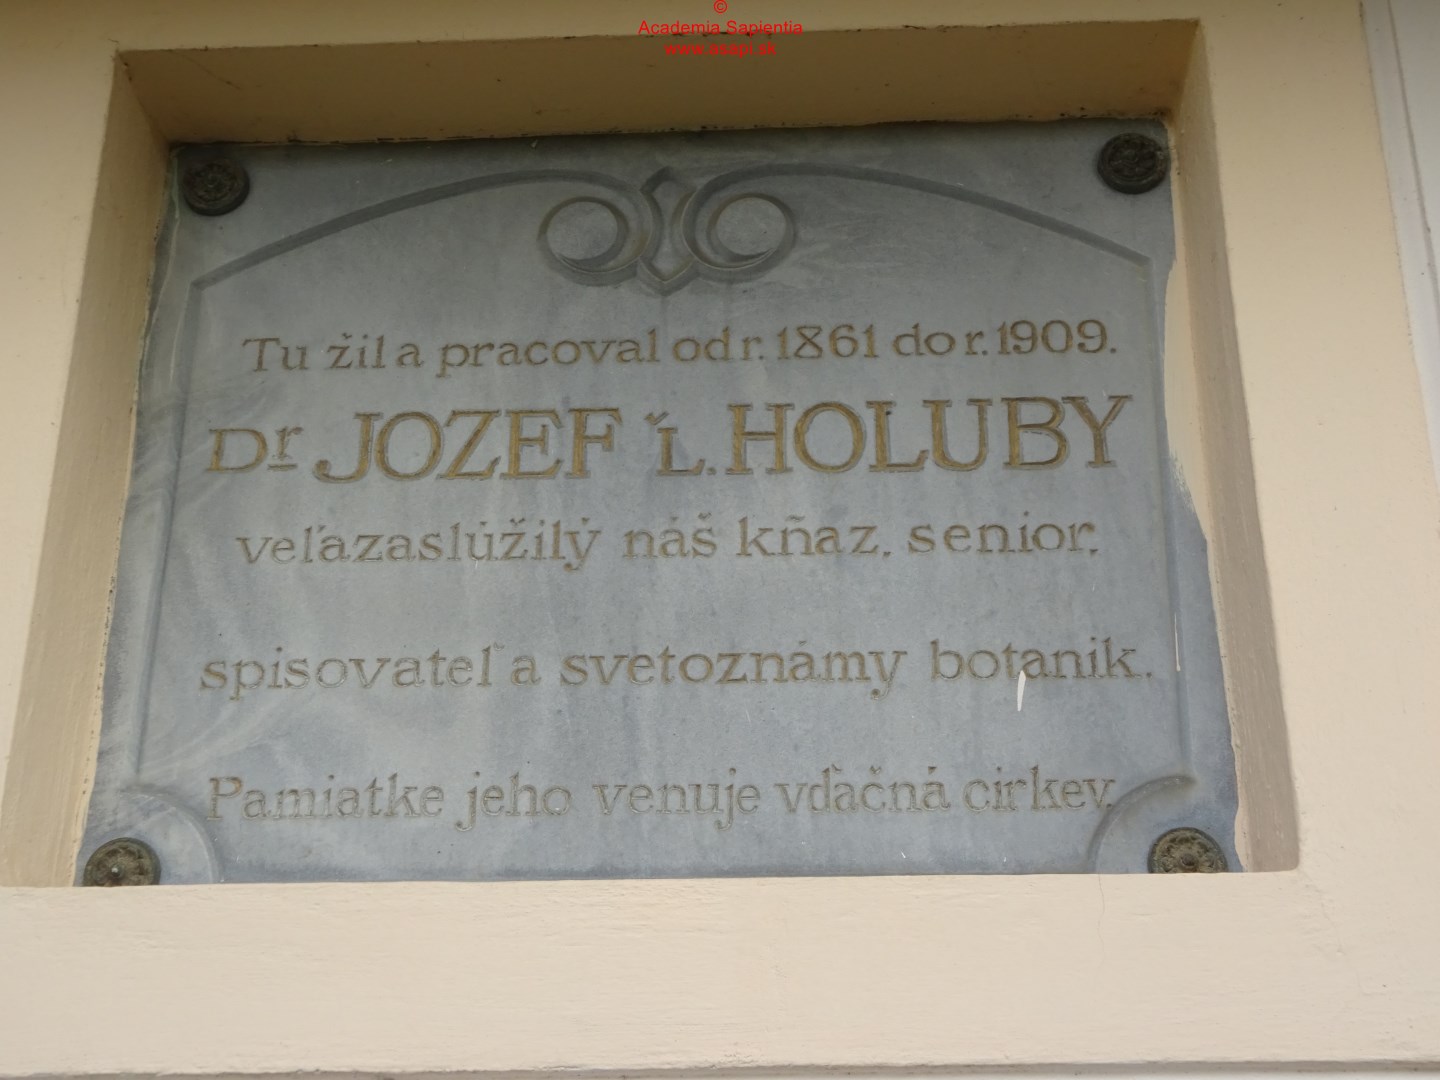 ©
Academia Sapientia
www.asapi.sk
Tu žil a pracoval od r. 1861 do r. 1909.
Dr JOZEF Ľ. HOLUBY
veľazaslúžilý náš kňaz, senior,
spisovateľ a svetoznámy botanik.
Pamiatke jeho venuje vďačná cirkev.